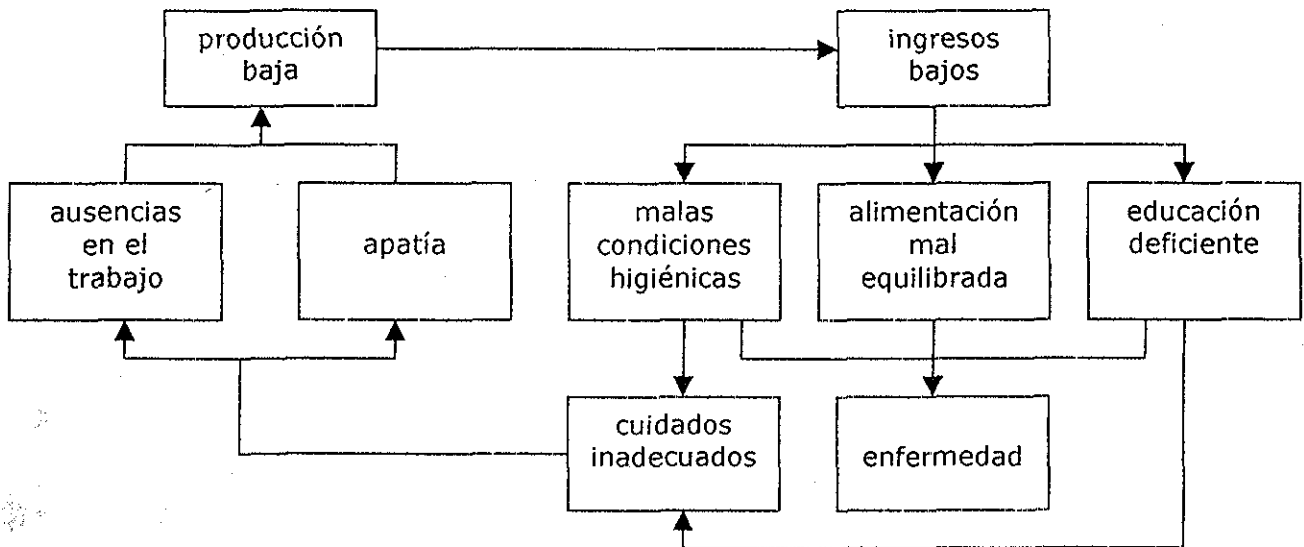 producción
baja
ingresos
bajos
ausencias
en el
trabajo
apatía
malas
condiciones
higiénicas
alimentación
mal
equilibrada
educación
deficiente
cuidados
inadecuados
enfermedad